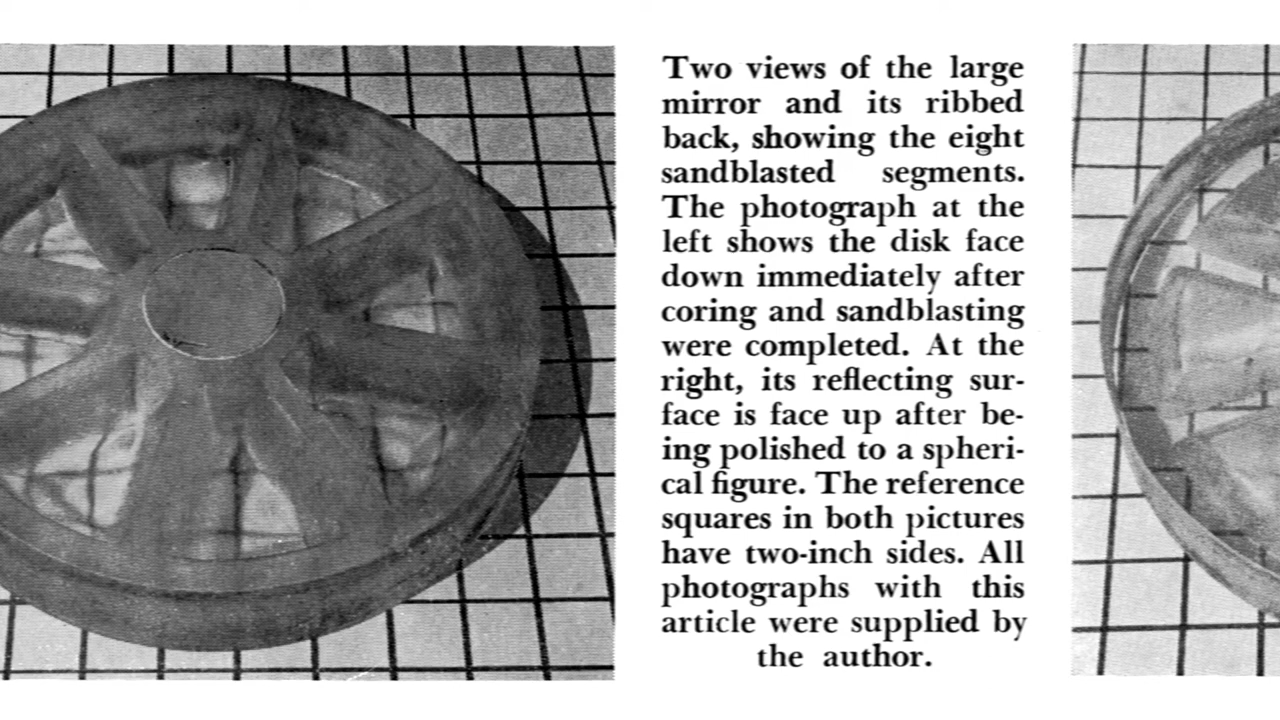 Two views of the large
mirror and its ribbed
back, showing the eight
sandblasted segments.
The photograph at the
left shows the disk face
down immediately after
coring and sandblasting
were completed. At the
right, its reflecting sur-
face is face up after be-
ing polished to a spheri-
cal figure. The reference
squares in both pictures
have two-inch sides. All
photographs with this
article were supplied by
the author.